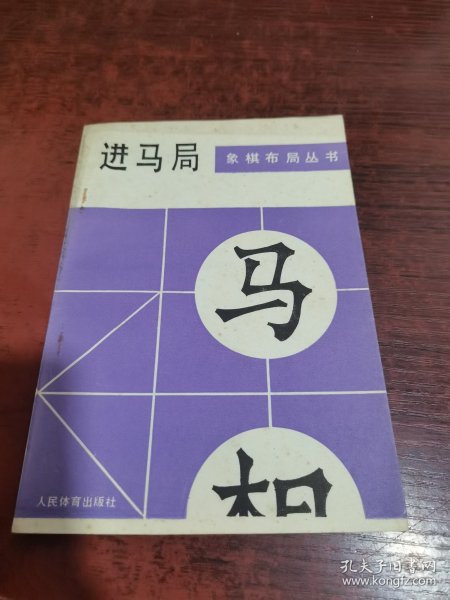 进马局
象棋布局丛书
马
相
人民体育出版社
孔夫子旧书网
www.kongfz.com